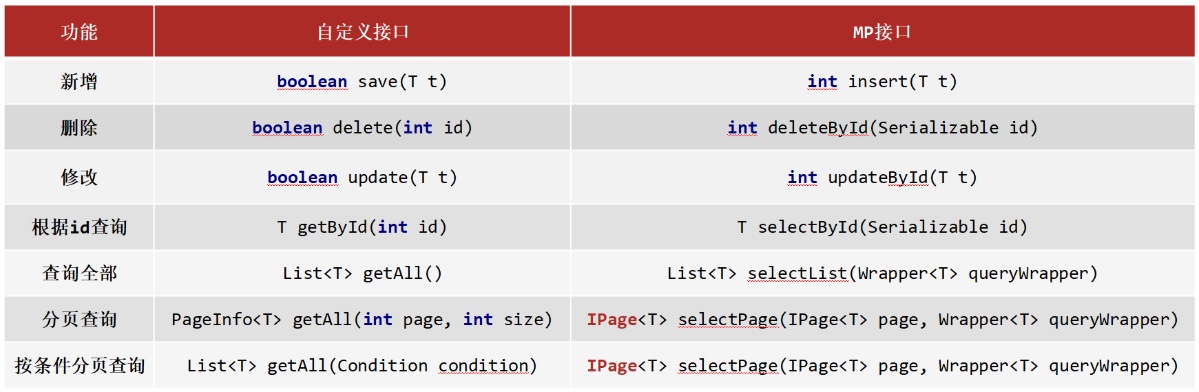 功能 自定义接口 MP接口
新增 boolean save(T t) int insert(T t)
删除 boolean delete(int id) int deleteById(Serializable id)
修改 boolean update(T t) int updateById(T t)
根据id查询 T getById(int id) T selectById(Serializable id)
查询全部 List<T> getAll() List<T> selectList(Wrapper<T> queryWrapper)
分页查询 PageInfo<T> getAll(int page, int size) IPage<T> selectPage(IPage<T> page, Wrapper<T> queryWrapper)
按条件分页查询 List<T> getAll(Condition condition) IPage<T> selectPage(IPage<T> page, Wrapper<T> queryWrapper)